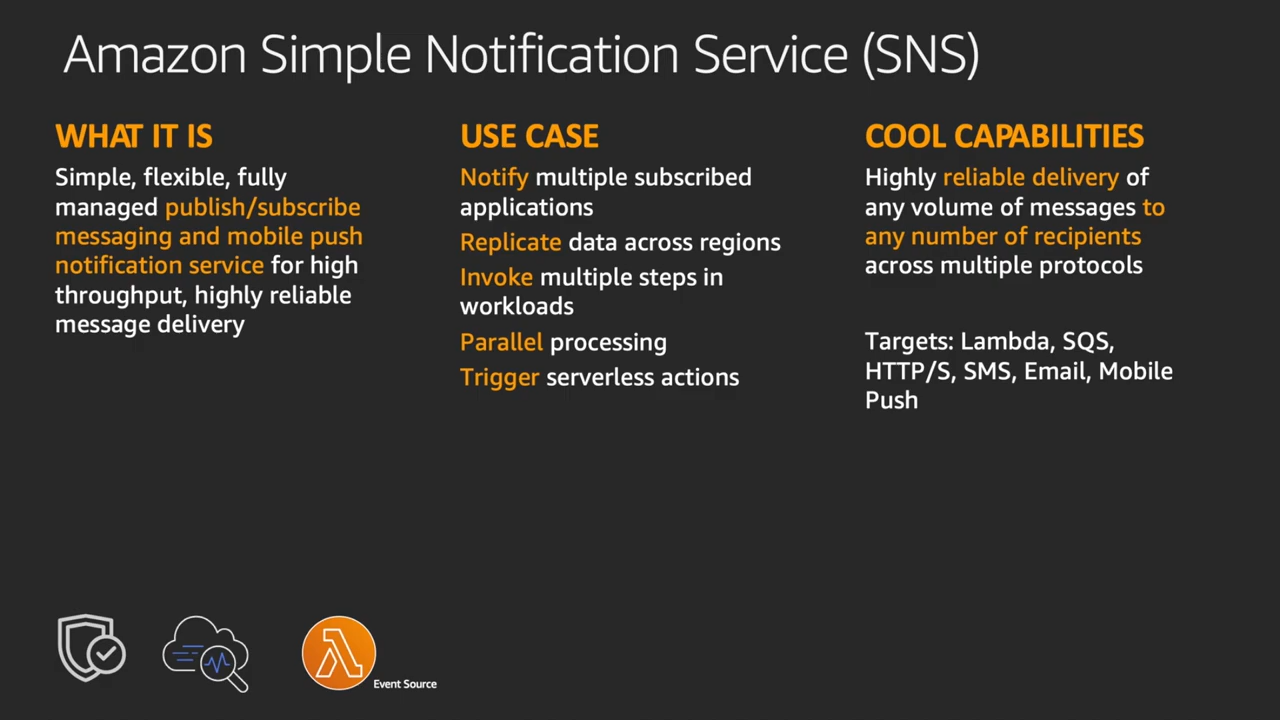 Amazon Simple Notification Service (SNS)
WHAT IT IS
Simple, flexible, fully
managed publish/subscribe
messaging and mobile push
notification service for high
throughput, highly reliable
message delivery
USE CASE
Notify multiple subscribed
applications
Replicate data across regions
Invoke multiple steps in
workloads
Parallel processing
Trigger serverless actions
COOL CAPABILITIES
Highly reliable delivery of
any volume of messages to
any number of recipients
across multiple protocols
Targets: Lambda, SQS,
HTTP/S, SMS, Email, Mobile
Push
Event Source